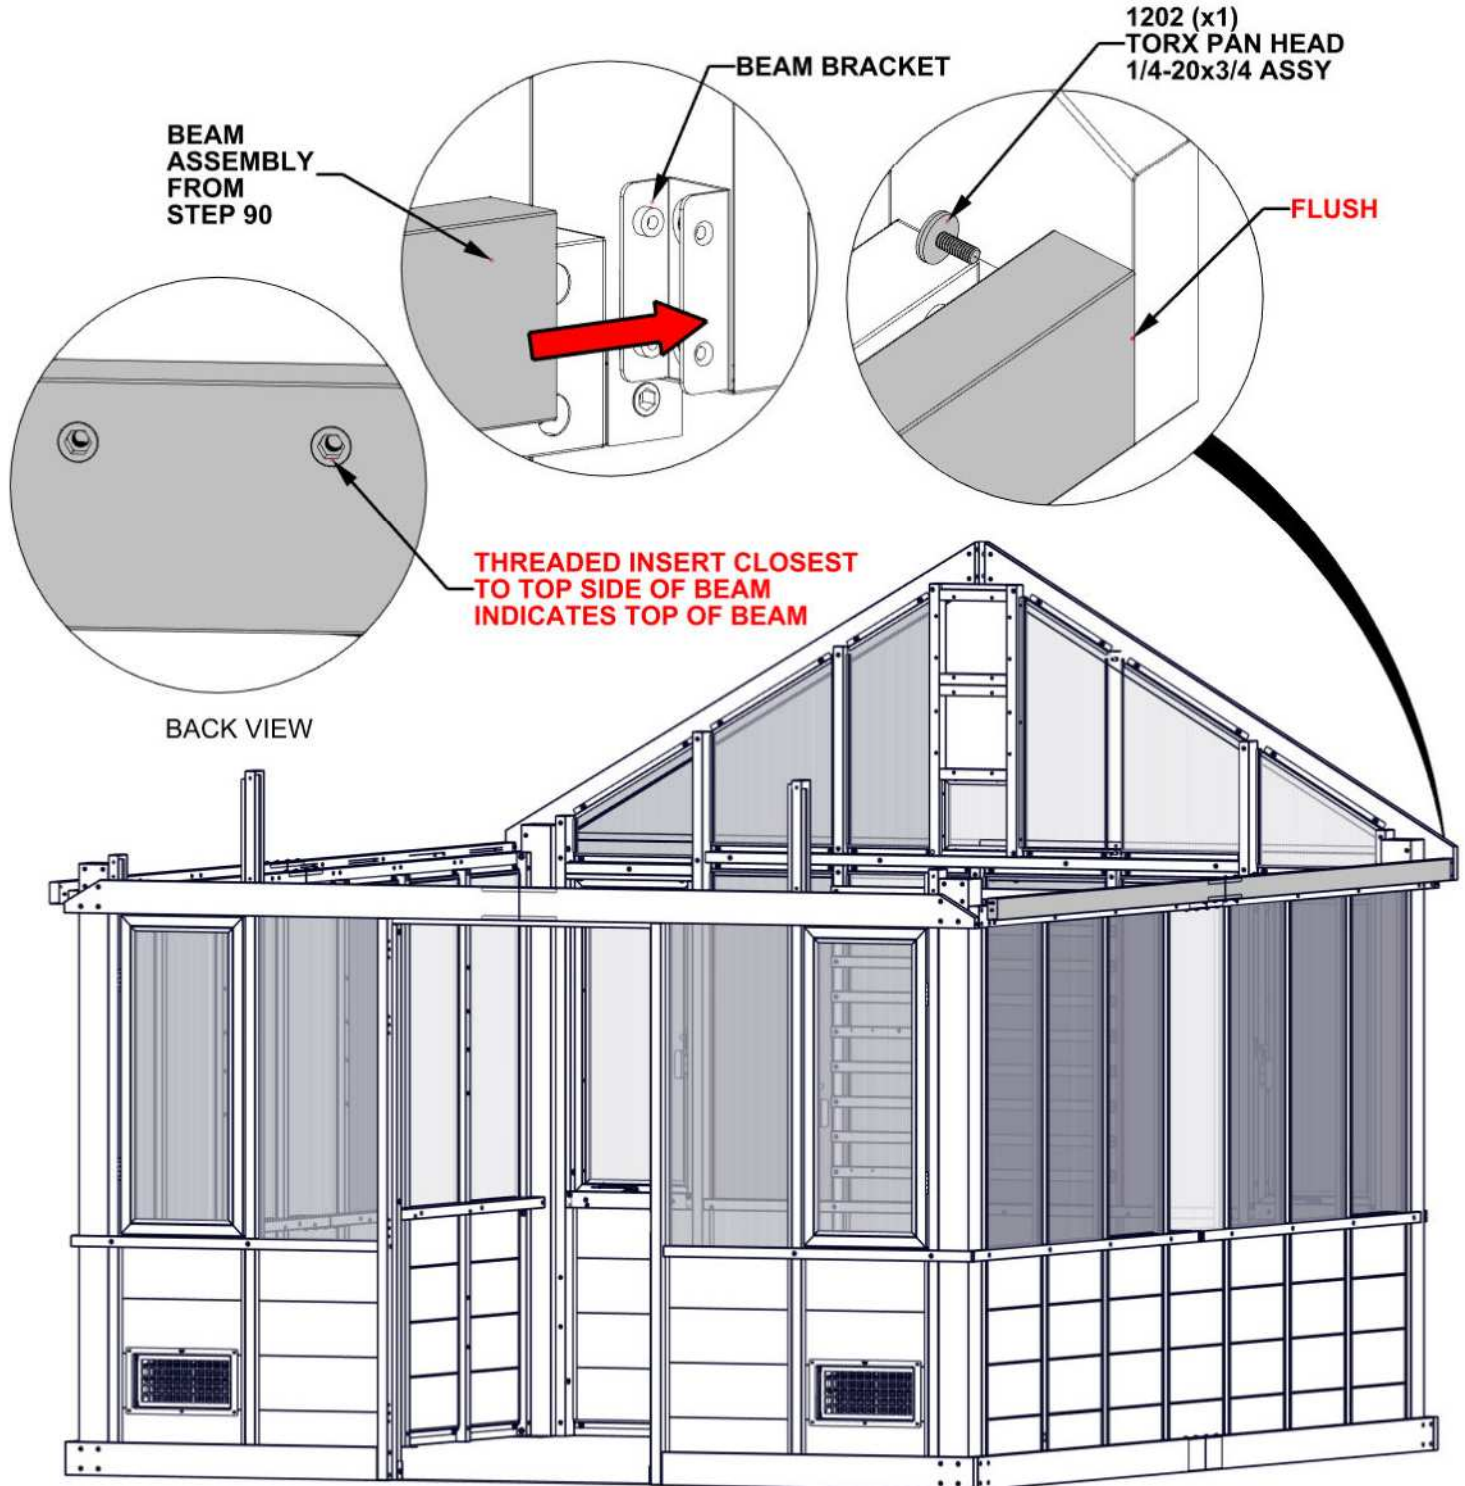 1202 (x1)
TORX PAN HEAD
1/4-20x3/4 ASSY
BEAM BRACKET
BEAM
ASSEMBLY
FROM
STEP 90
FLUSH
THREADED INSERT CLOSEST
TO TOP SIDE OF BEAM
INDICATES TOP OF BEAM
BACK VIEW